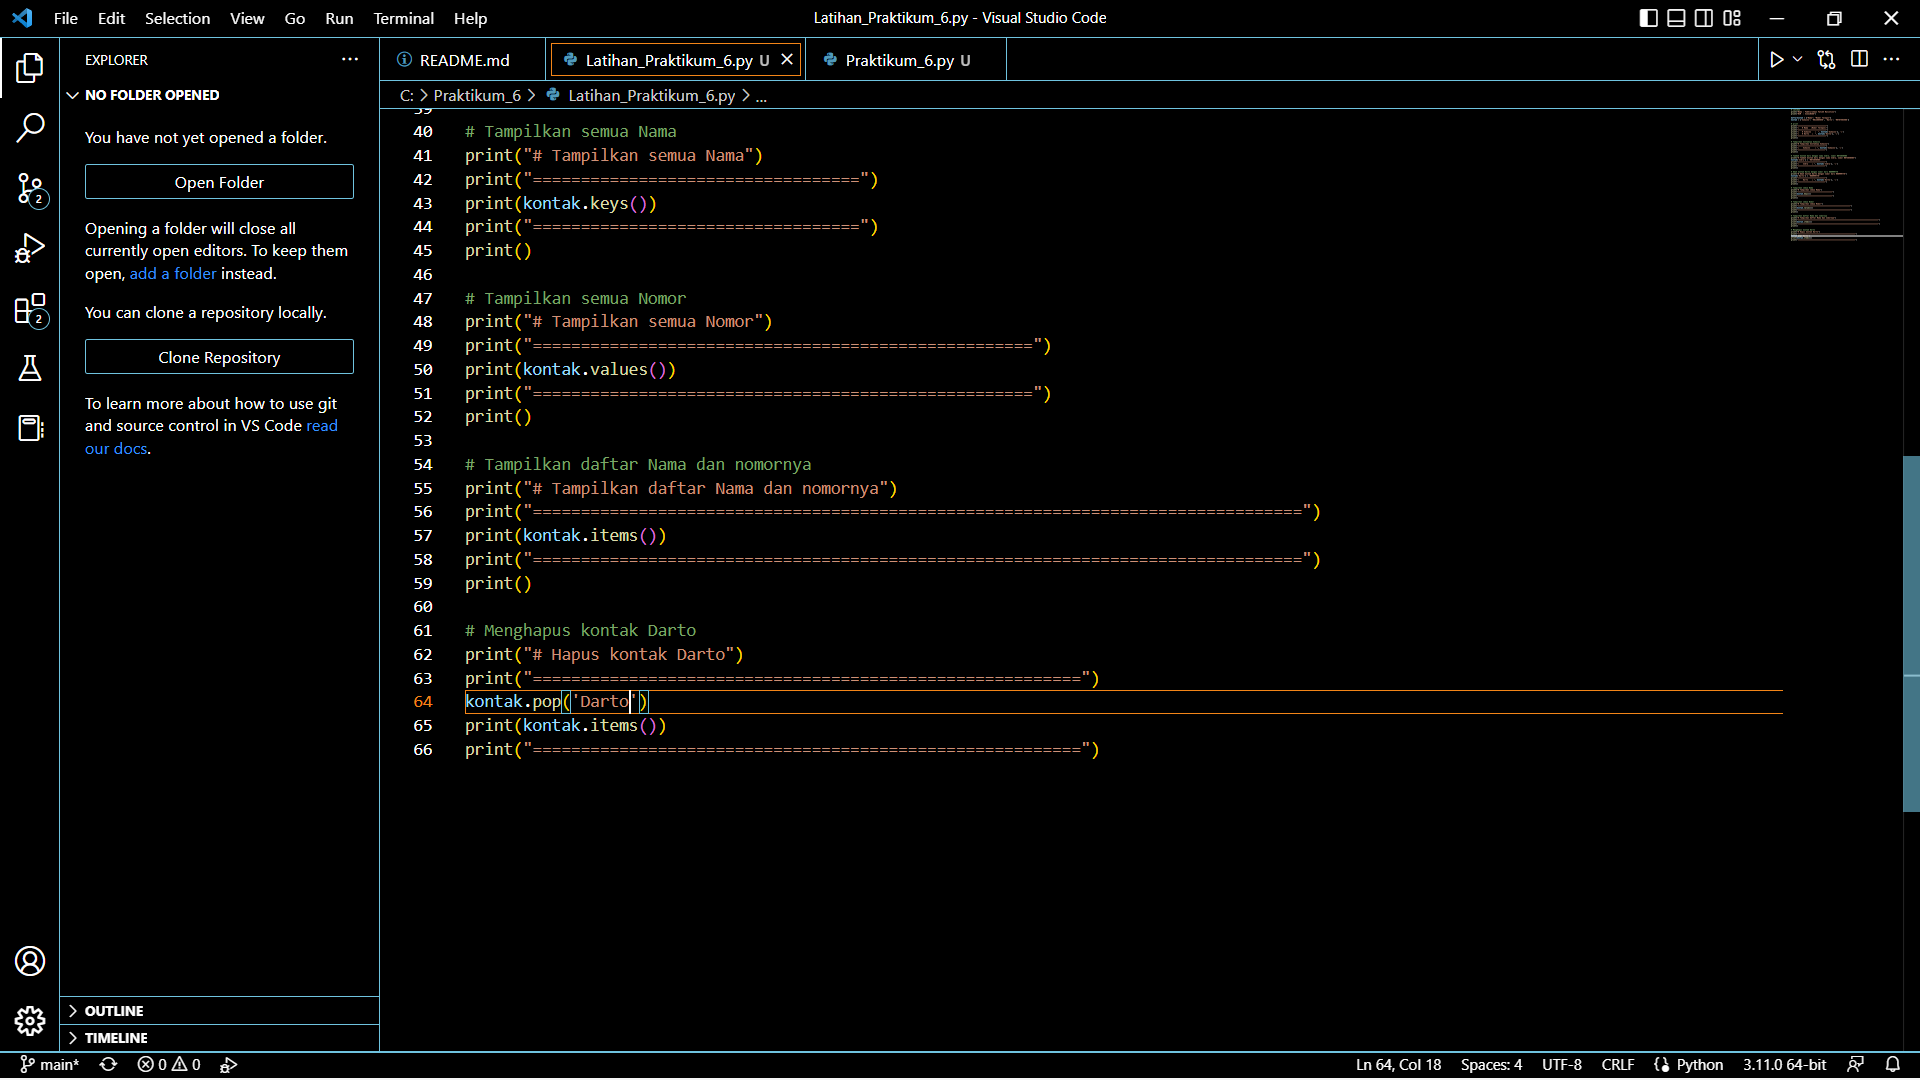 File Edit Selection View Go Run Terminal Help
Latihan_Praktikum_6.py - Visual Studio Code
EXPLORER
NO FOLDER OPENED
You have not yet opened a folder.
Open Folder
Opening a folder will close all
currently open editors. To keep them
open, add a folder instead.
You can clone a repository locally.
Clone Repository
To learn more about how to use git
and source control in VS Code read
our docs.
2
2
OUTLINE
TIMELINE
README.md
Latihan_Praktikum_6.py U
Praktikum_6.py U
C: > Praktikum_6 > Latihan_Praktikum_6.py > ...
39
40 # Tampilkan semua Nama
41 print("# Tampilkan semua Nama")
42 print("==================================")
43 print(kontak.keys())
44 print("==================================")
45 print()
46
47 # Tampilkan semua Nomor
48 print("# Tampilkan semua Nomor")
49 print("====================================================")
50 print(kontak.values())
51 print("====================================================")
52 print()
53
54 # Tampilkan daftar Nama dan nomornya
55 print("# Tampilkan daftar Nama dan nomornya")
56 print("================================================================================")
57 print(kontak.items())
58 print("================================================================================")
59 print()
60
61 # Menghapus kontak Darto
62 print("# Hapus kontak Darto")
63 print("=========================================================")
64 kontak.pop('Darto')
65 print(kontak.items())
66 print("=========================================================")
main* 0 0
Ln 64, Col 18 Spaces: 4 UTF-8 CRLF Python 3.11.0 64-bit